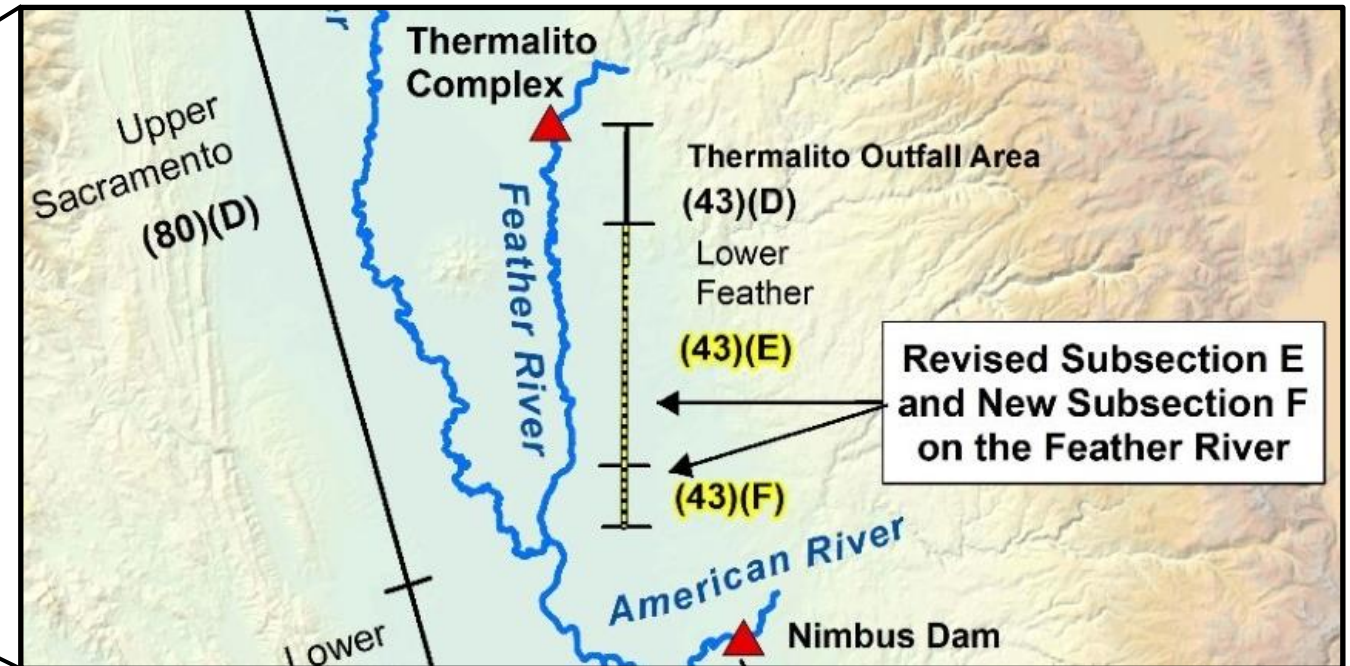 r
Thermalito
Complex
Upper
Sacramento
(80)(D)
Thermalito Outfall Area
(43)(D)
Lower
Feather
Feather River
(43)(E)
Revised Subsection E
and New Subsection F
on the Feather River
(43)(F)
American River
Nimbus Dam
Lower